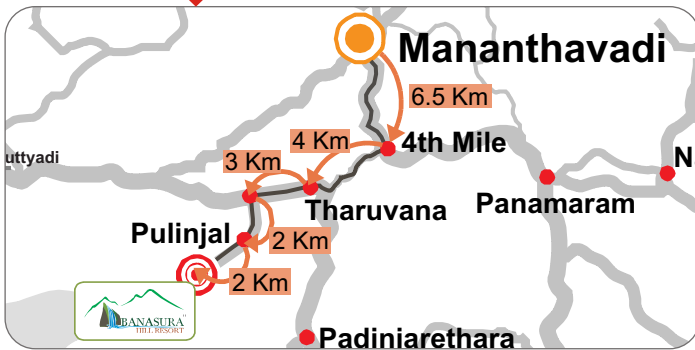 Mananthavadi
6.5 Km
4 Km
4th Mile
uttyadi
3 Km
N
Tharuvana
Panamaram
Pulinjal
2 Km
2 Km
BANASURA
HILL RESORT
Padiniarethara